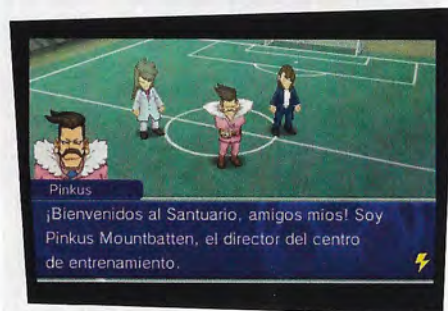 Pinkus
¡Bienvenidos al Santuario, amigos míos! Soy
Pinkus Mountbatten, el director del centro
de entrenamiento.